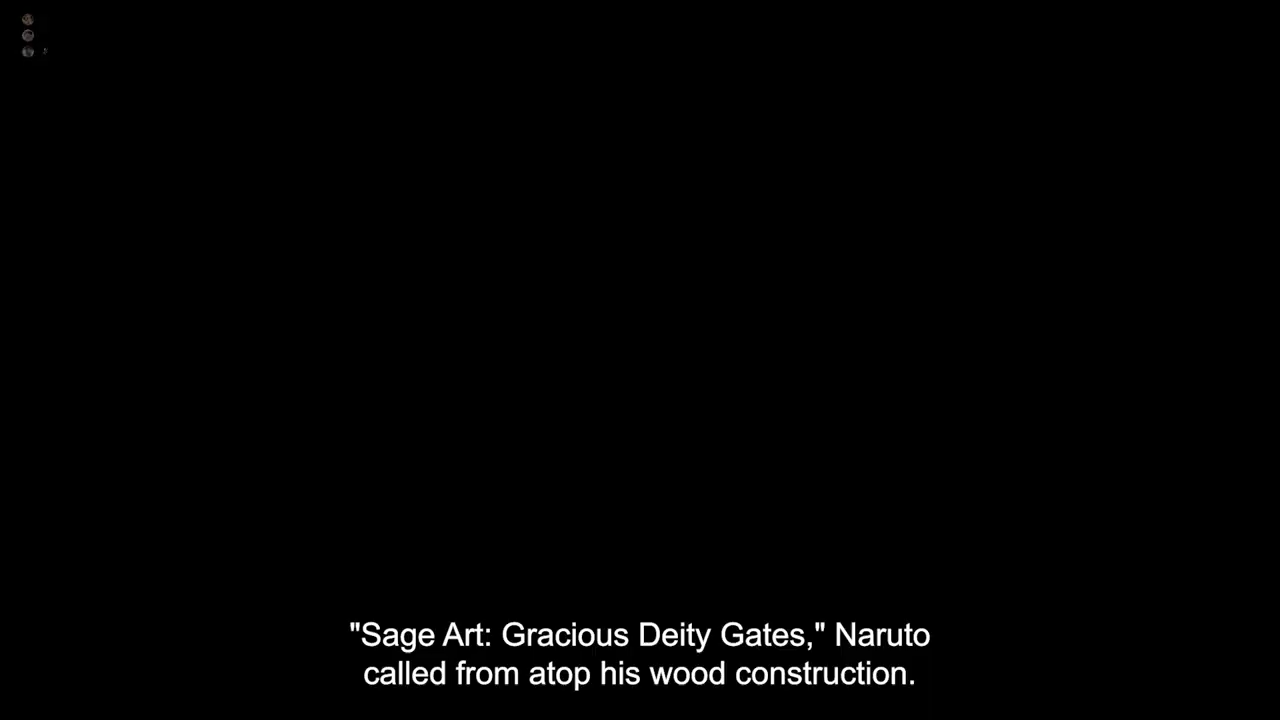 "Sage Art: Gracious Deity Gates," Naruto
called from atop his wood construction.